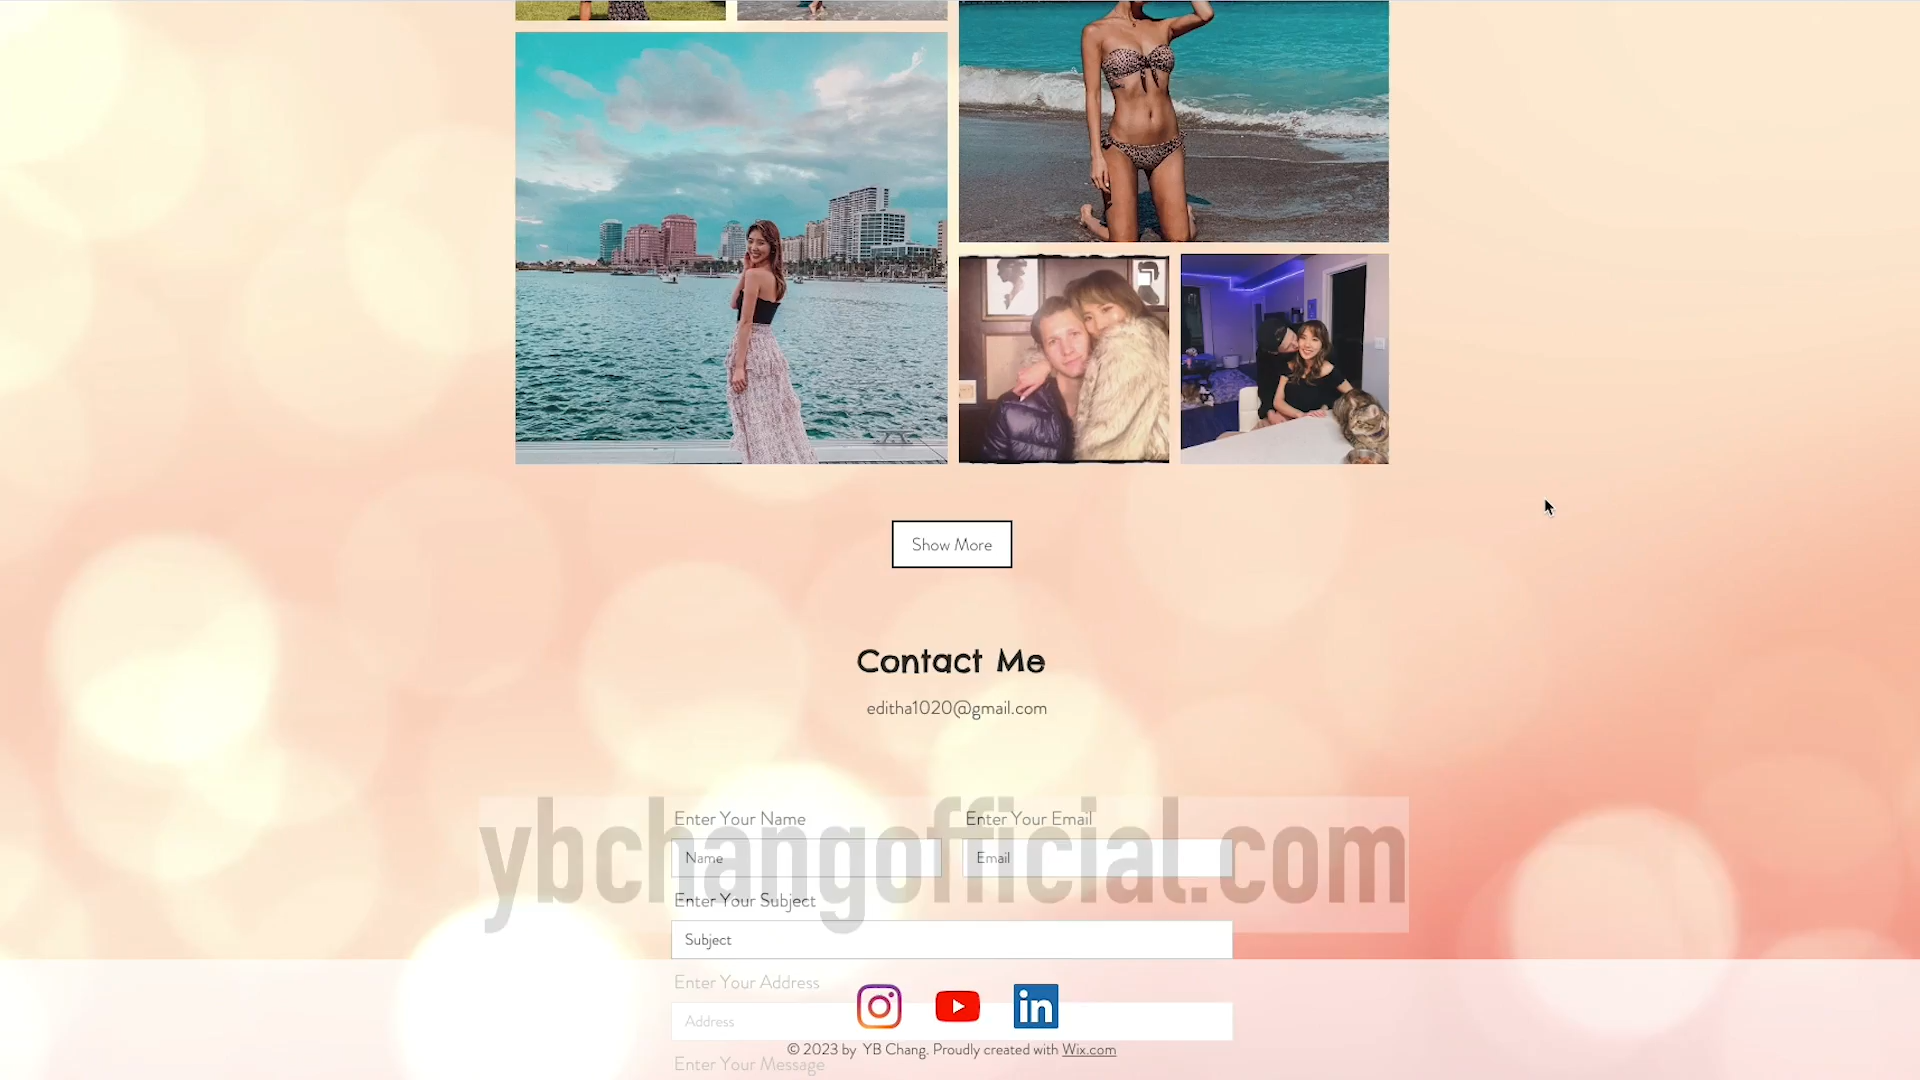 Show More
Contact Me
editha1020@gmail.com
Enter Your Name
Enter Your Email
Name
Email
ybchangofficial.com
Enter Your Subject
Subject
Enter Your Address
Address
in
© 2023 by YB Chang. Proudly created with Wix.com
Enter Your Message